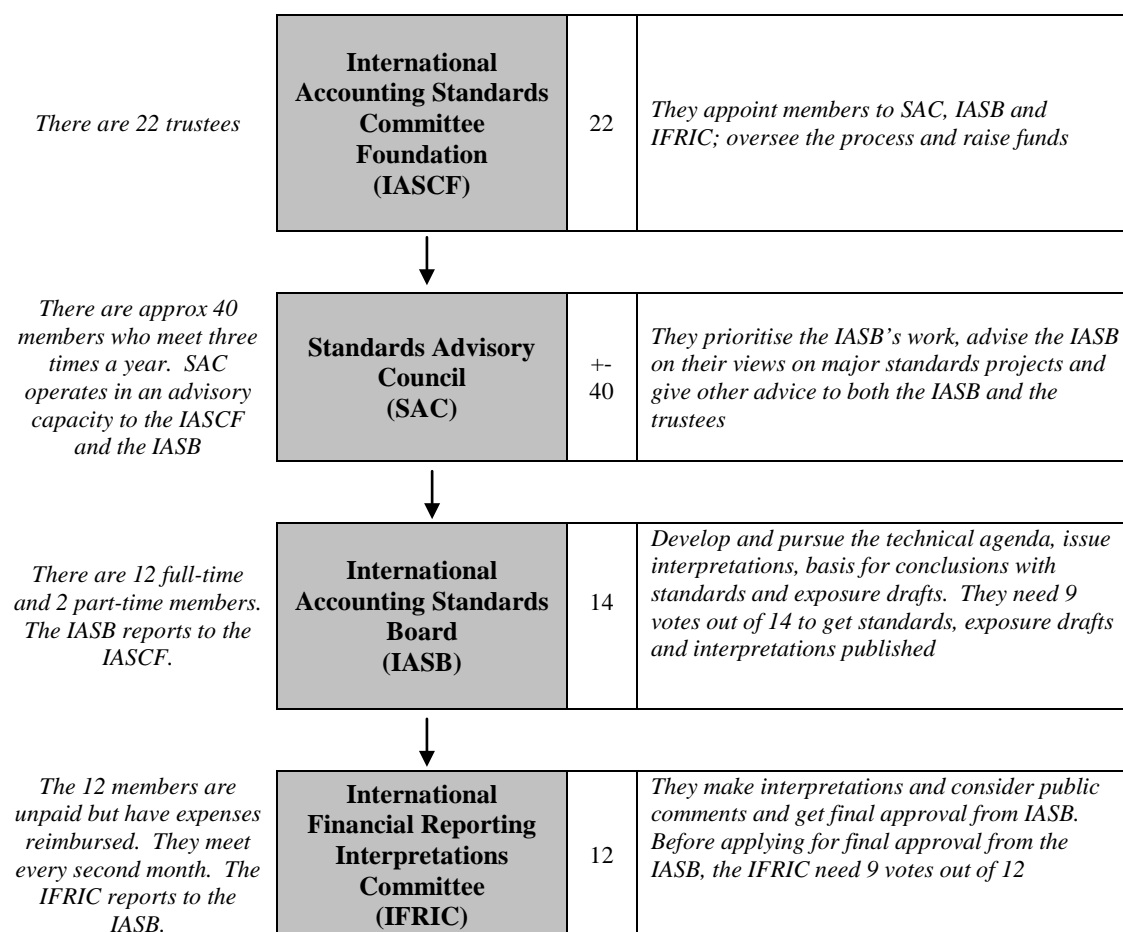 There are 22 trustees
International
Accounting Standards
Committee
Foundation
(IASCF)
22
They appoint members to SAC, IASB and
IFRIC; oversee the process and raise funds
There are approx 40
members who meet three
times a year. SAC
operates in an advisory
capacity to the IASCF
and the IASB
Standards Advisory
Council
(SAC)
+-
40
They prioritise the IASB’s work, advise the IASB
on their views on major standards projects and
give other advice to both the IASB and the
trustees
There are 12 full-time
and 2 part-time members.
The IASB reports to the
IASCF.
International
Accounting Standards
Board
(IASB)
14
Develop and pursue the technical agenda, issue
interpretations, basis for conclusions with
standards and exposure drafts. They need 9
votes out of 14 to get standards, exposure drafts
and interpretations published
The 12 members are
unpaid but have expenses
reimbursed. They meet
every second month. The
IFRIC reports to the
IASB.
International
Financial Reporting
Interpretations
Committee
(IFRIC)
12
They make interpretations and consider public
comments and get final approval from IASB.
Before applying for final approval from the
IASB, the IFRIC need 9 votes out of 12